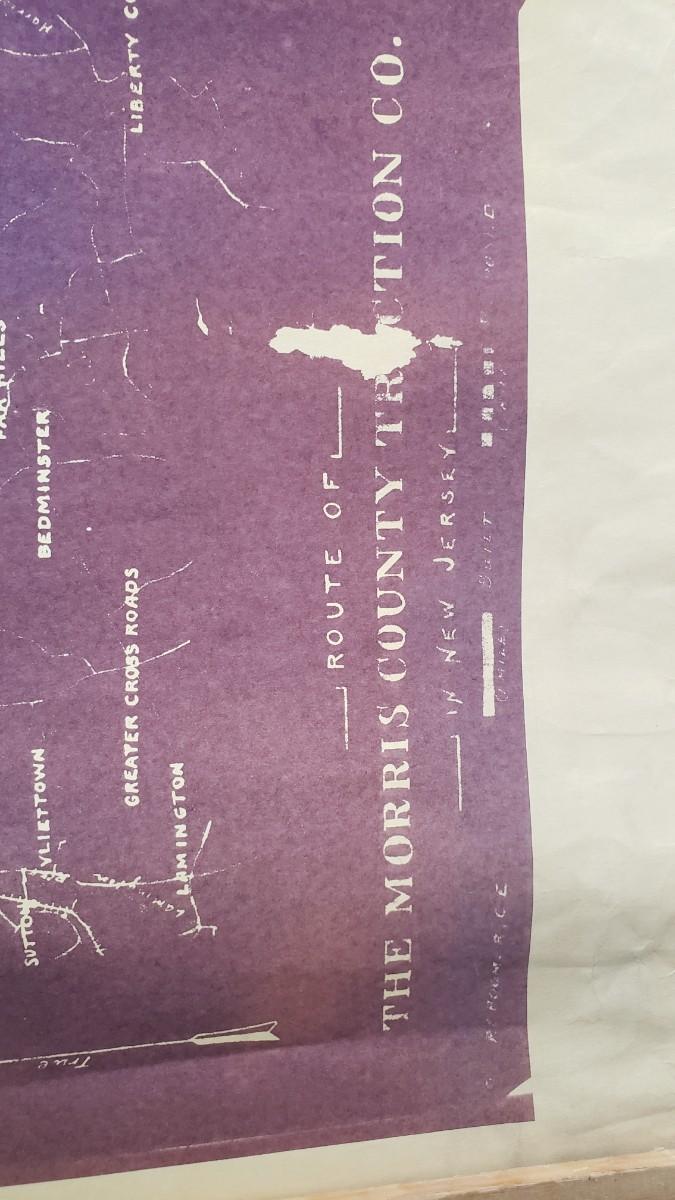 LIBERTY CO
BEDMINSTER
GREATER CROSS ROADS
VLIETTOWN
LAMINGTON
SUTTON
True
ROUTE OF
THE MORRIS COUNTY TR CTION CO.
IN NEW JERSEY
BUILT